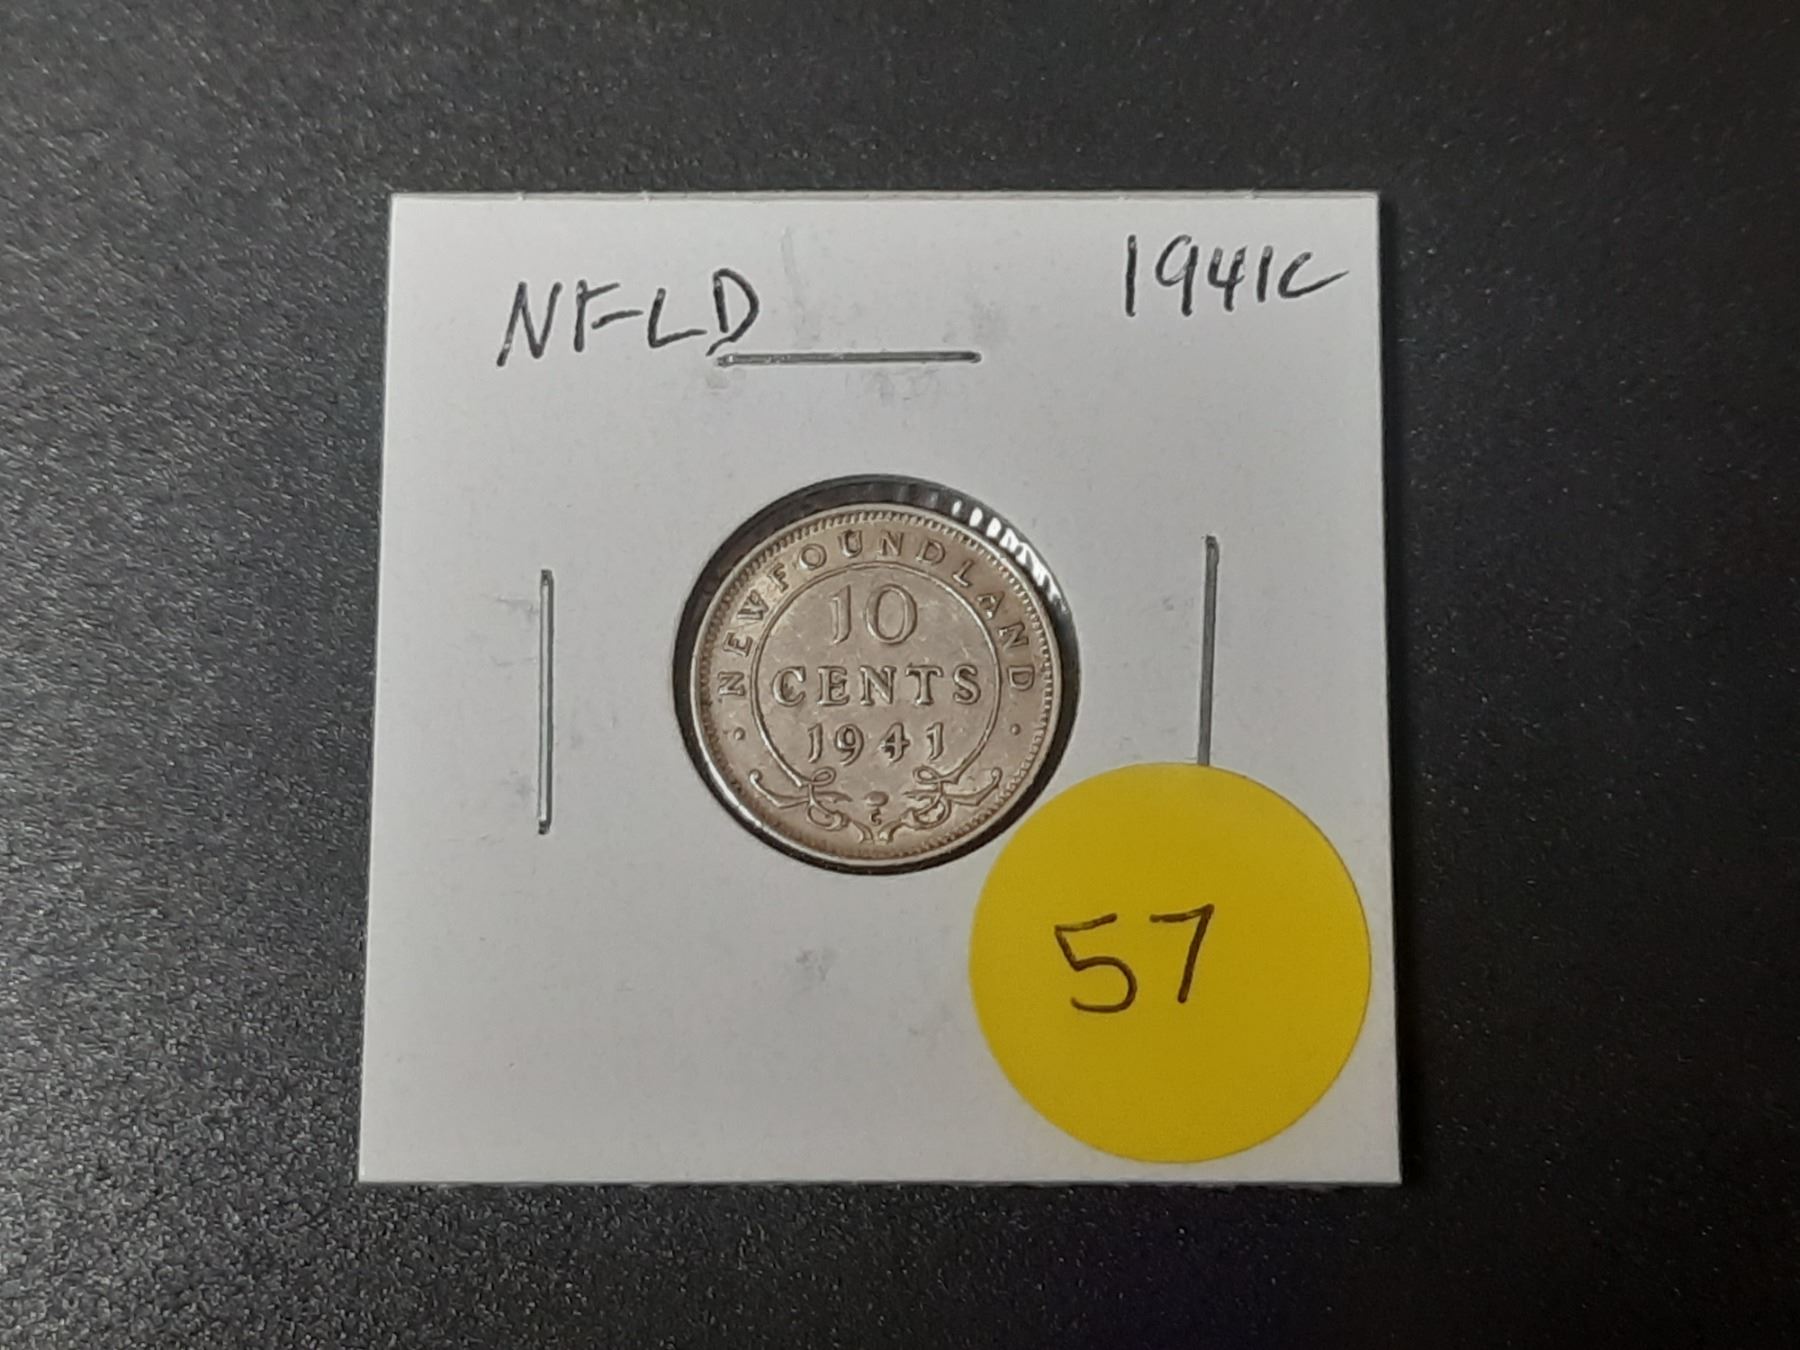 NFLD
1941C
NEWFOUNDLAND
10
CENTS
1941
C
57